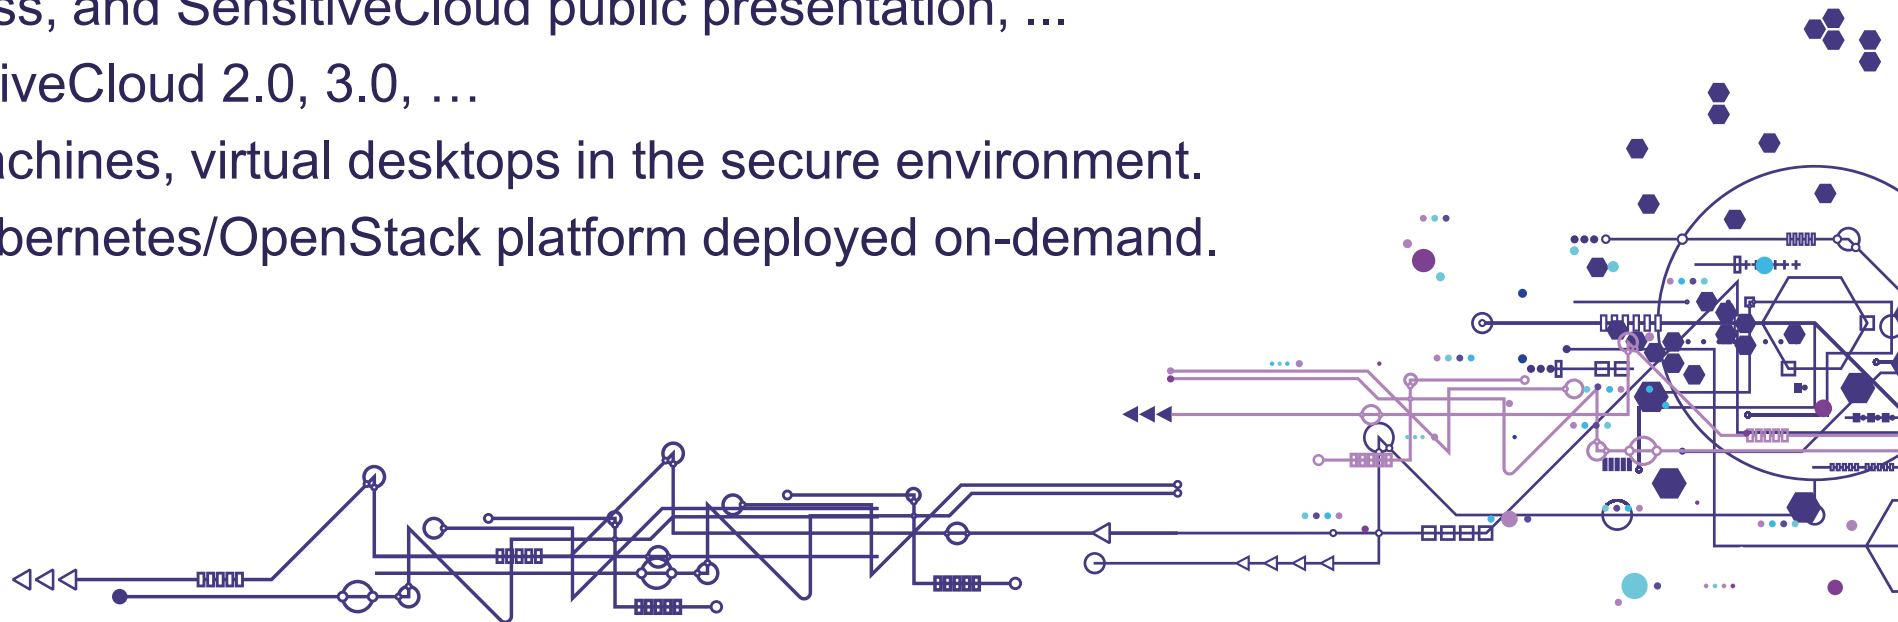 ss, and SensitiveCloud public presentation, ...
iveCloud 2.0, 3.0, …
achines, virtual desktops in the secure environment.
bernetes/OpenStack platform deployed on-demand.